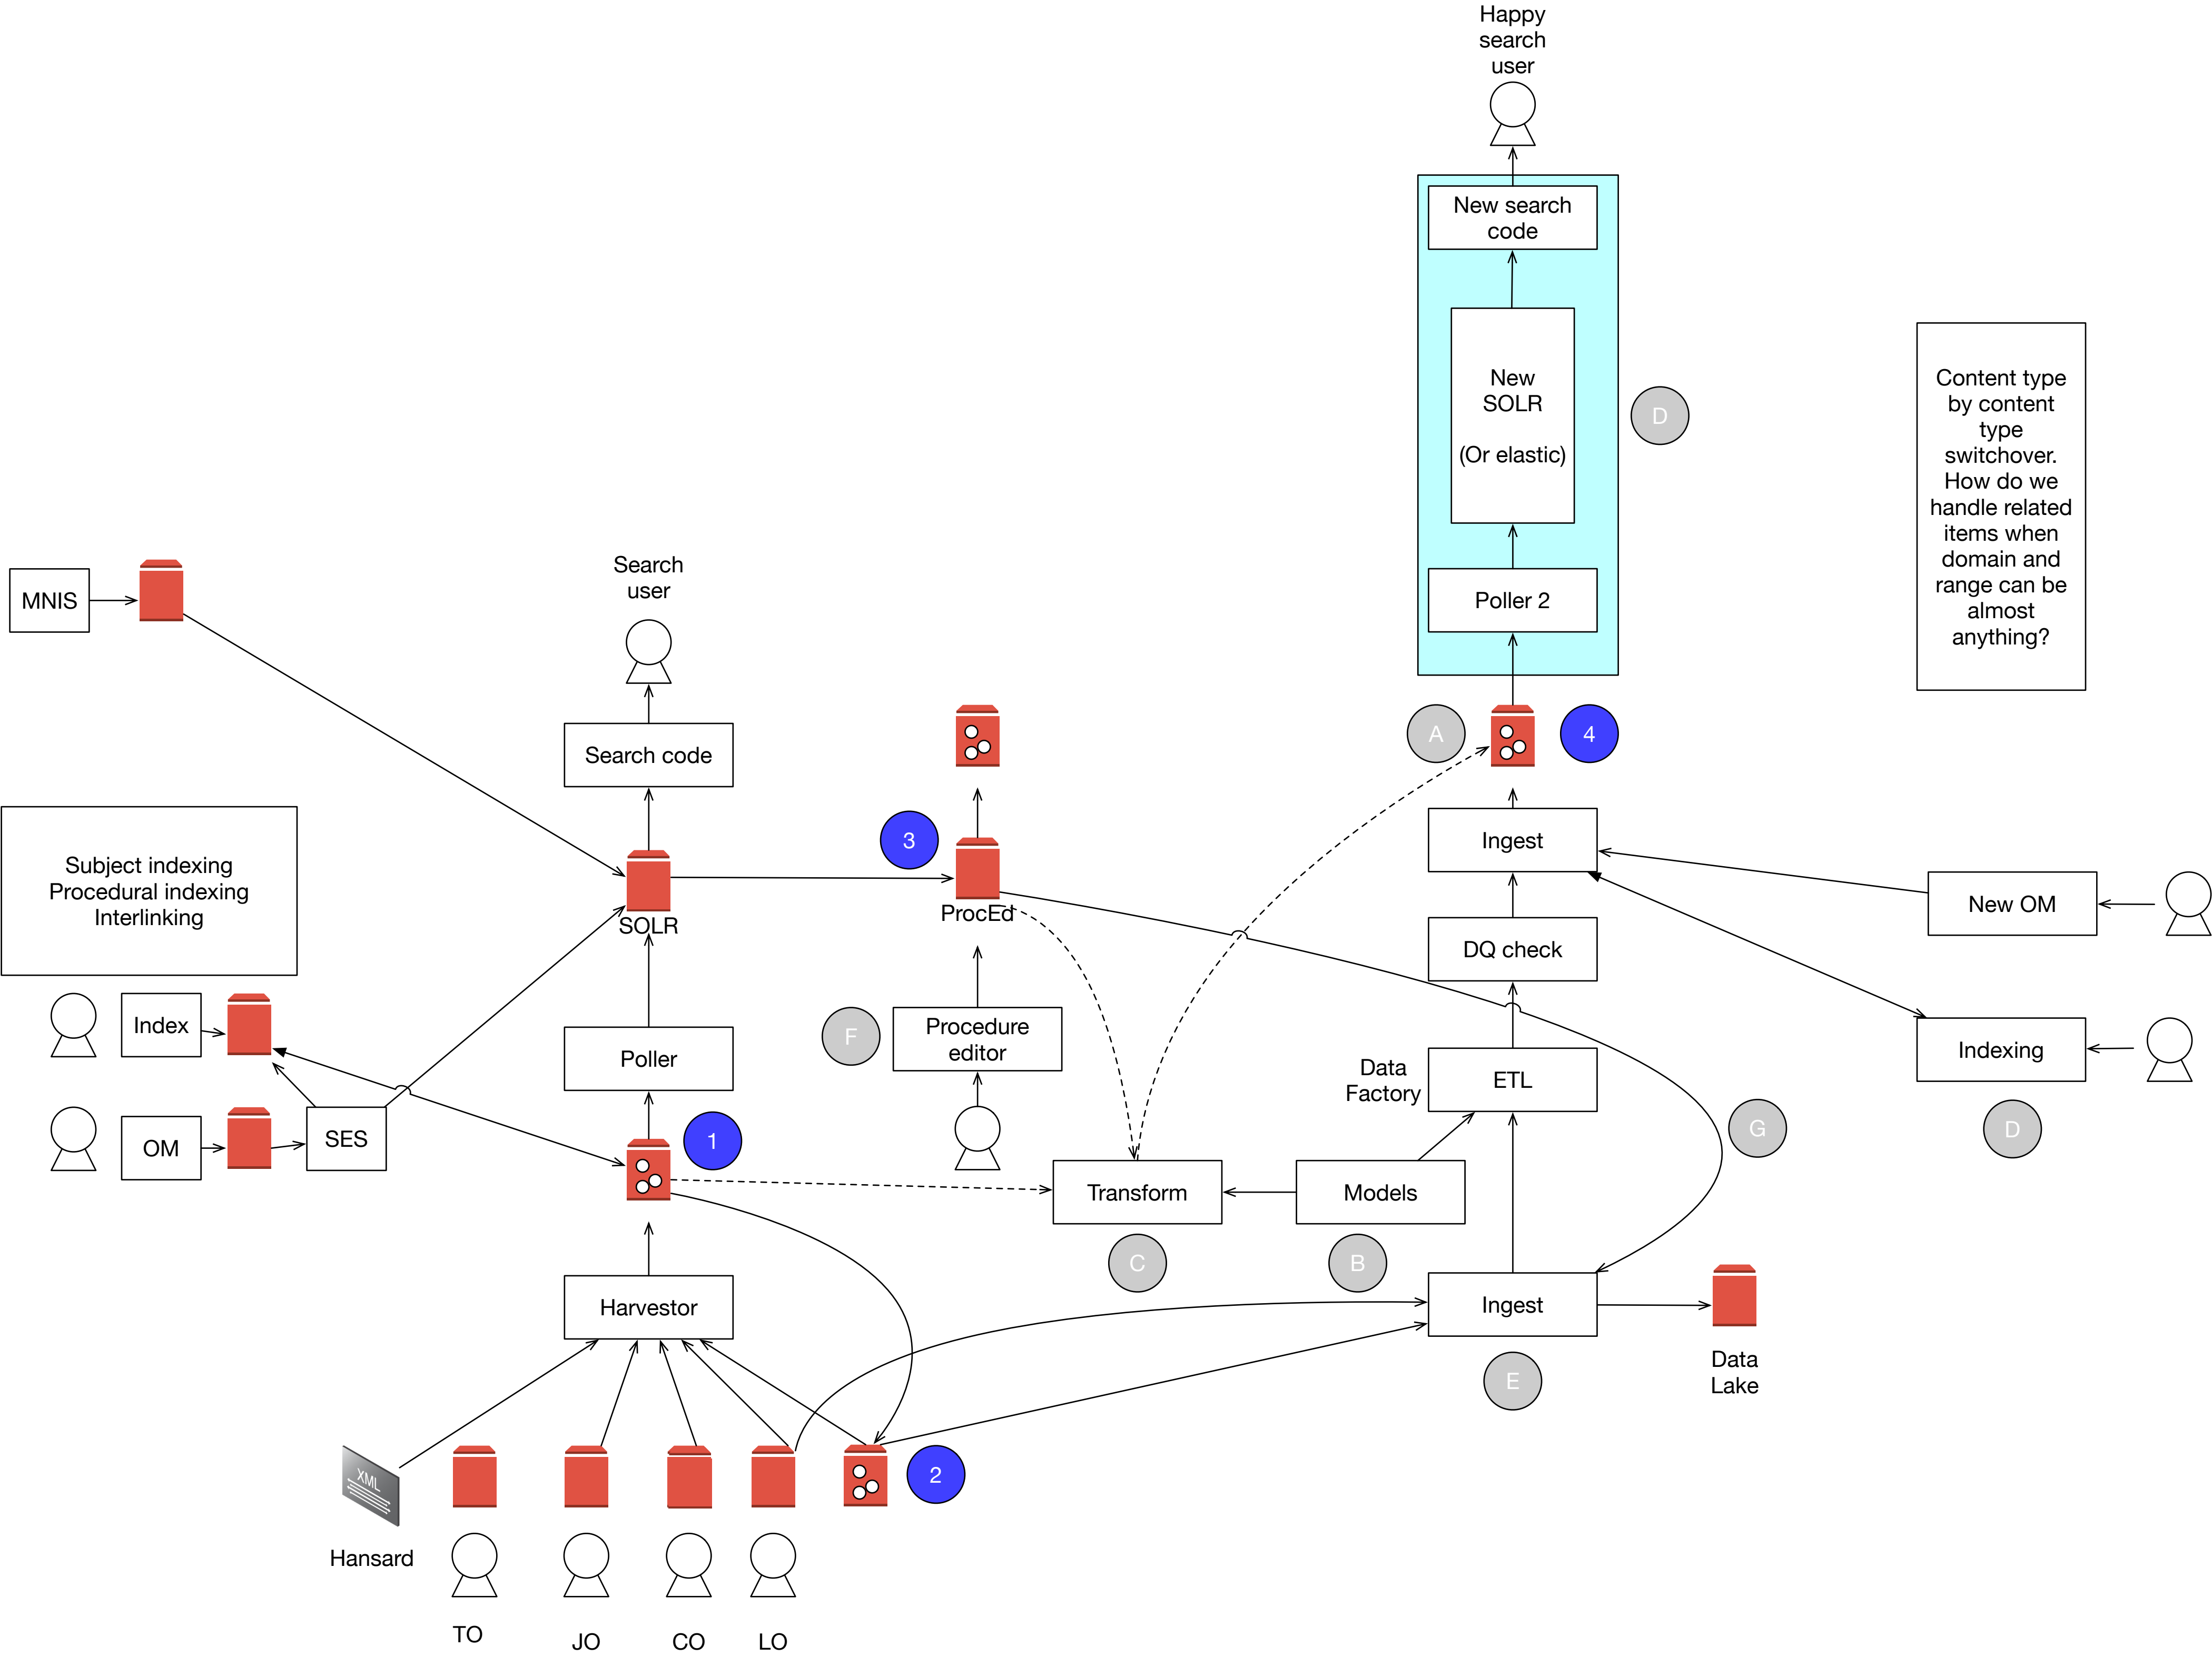 Happy
search
user
New search
code
New
SOLR
(Or elastic)
D
Poller 2
Content type
by content
type
switchover.
How do we
handle related
items when
domain and
range can be
almost
anything?
MNIS
Search
user
Search code
A
4
3
Ingest
Subject indexing
Procedural indexing
Interlinking
SOLR
ProcEd
New OM
DQ check
Index
Poller
F
Procedure
editor
Data
Factory
ETL
Indexing
OM
SES
1
G
D
Transform
Models
C
B
Harvestor
Ingest
Data
Lake
E
XML
2
Hansard
TO
JO
CO
LO